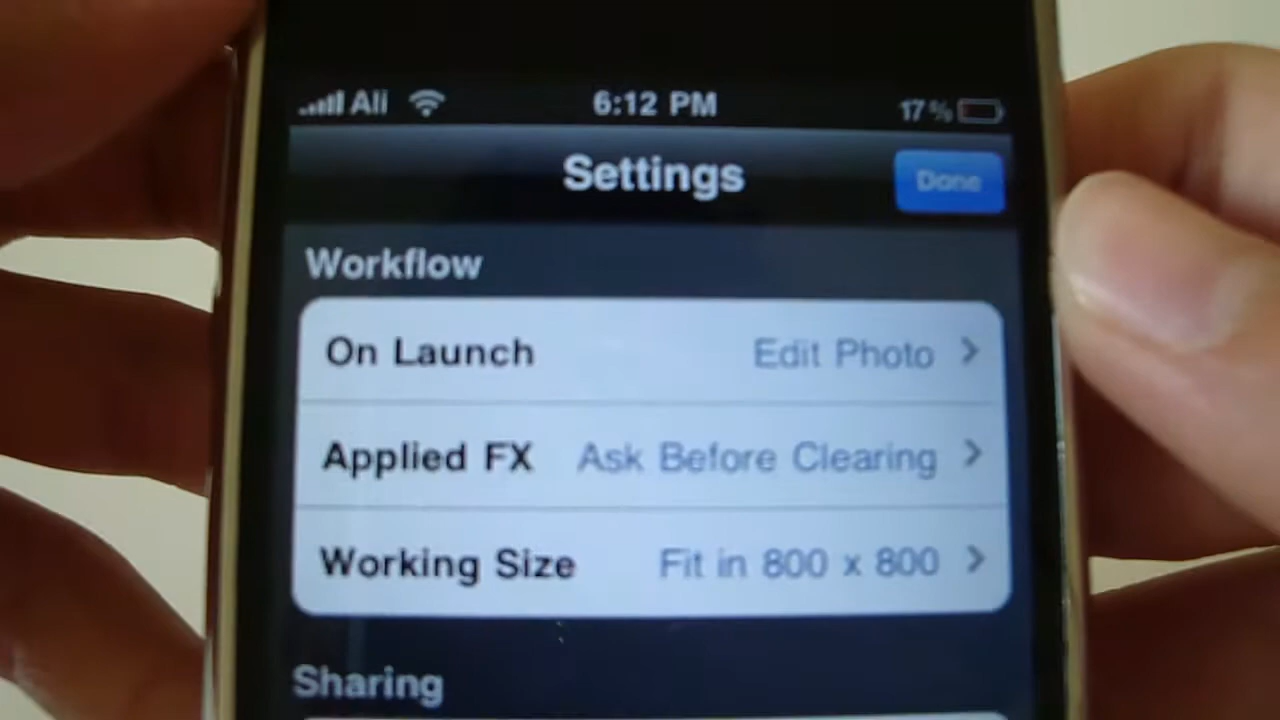 Ali 6:12 PM 17%
Settings Done
Workflow
On Launch Edit Photo
Applied FX Ask Before Clearing
Working Size Fit in 800 x 800
Sharing